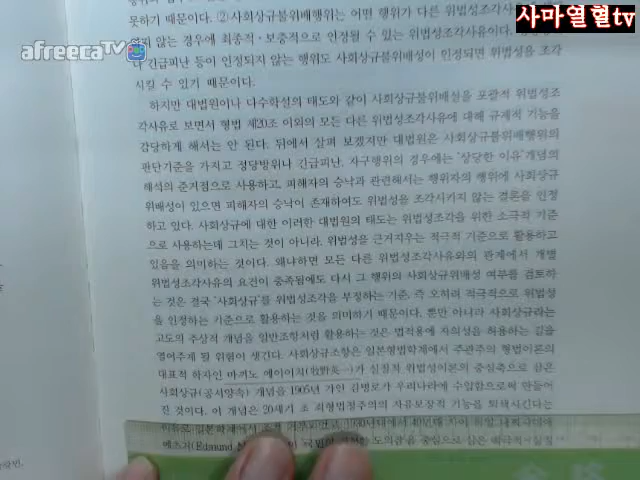 사마열혈tv
afreecaTV
못하기 때문이다. ② 사회상규불위배행위는 어떤 행위가 다른 위법성조각사유에
않는 경우에 최종적·보충적으로 인정될 수 있는 위법성조각사유이다.
나 긴급피난 등이 인정되지 않는 행위도 사회상규불위배성이 인정되면 위법성을 조각
시킬 수 있기 때문이다.
하지만 대법원이나 다수학설의 태도와 같이 사회상규불위배성을 포괄적 위법성조
각사유로 보면서 형법 제20조 이외의 모든 다른 위법성조각사유에 대해 규제적 기능을
감당하게 해서는 안 된다. 뒤에서 살펴 보겠지만 대법원은 사회상규불위배행위의
판단기준을 가지고 정당방위나 긴급피난, 자구행위의 경우에는 '상당한 이유' 개념의
해석의 준거점으로 사용하고, 피해자의 승낙과 관련해서는 행위자의 행위에 사회상규
위배성이 있으면 피해자의 승낙이 존재하여도 위법성을 조각시키지 않는 결론을 인정
하고 있다. 사회상규에 대한 이러한 대법원의 태도는 위법성조각을 위한 소극적 기준
으로 사용하는데 그치는 것이 아니라, 위법성을 근거지우는 적극적 기준으로 활용하고
있음을 의미하는 것이다. 왜냐하면 모든 다른 위법성조각사유와의 관계에서 개별
위법성조각사유의 요건이 충족됨에도 다시 그 행위의 사회상규위배성 여부를 검토하
는 것은 결국 '사회상규'를 위법성조각을 부정하는 기준, 즉 오히려 적극적으로 위법성
을 인정하는 기준으로 활용하는 것을 의미하기 때문이다. 뿐만 아니라 사회상규라는
고도의 추상적 개념을 일반조항처럼 활용하는 것은 법적용에 자의성을 허용하는 길을
열어주게 될 위험이 생긴다. 사회상규조항은 일본형법학계에서 주관주의 형법이론의
대표적 학자인 마끼노 에이이치(牧野英一)가 실질적 위법성이론의 중심축으로 삼은
사회상규(공서양속) 개념을 1905년 가인 김병로가 우리나라에 수입함으로써 만들어
진 것이다. 이 개념은 20세기 초 죄형법정주의의 자유보장적 기능을 퇴색시킨다는
이유로 일본학계에서
메츠거(Edmund